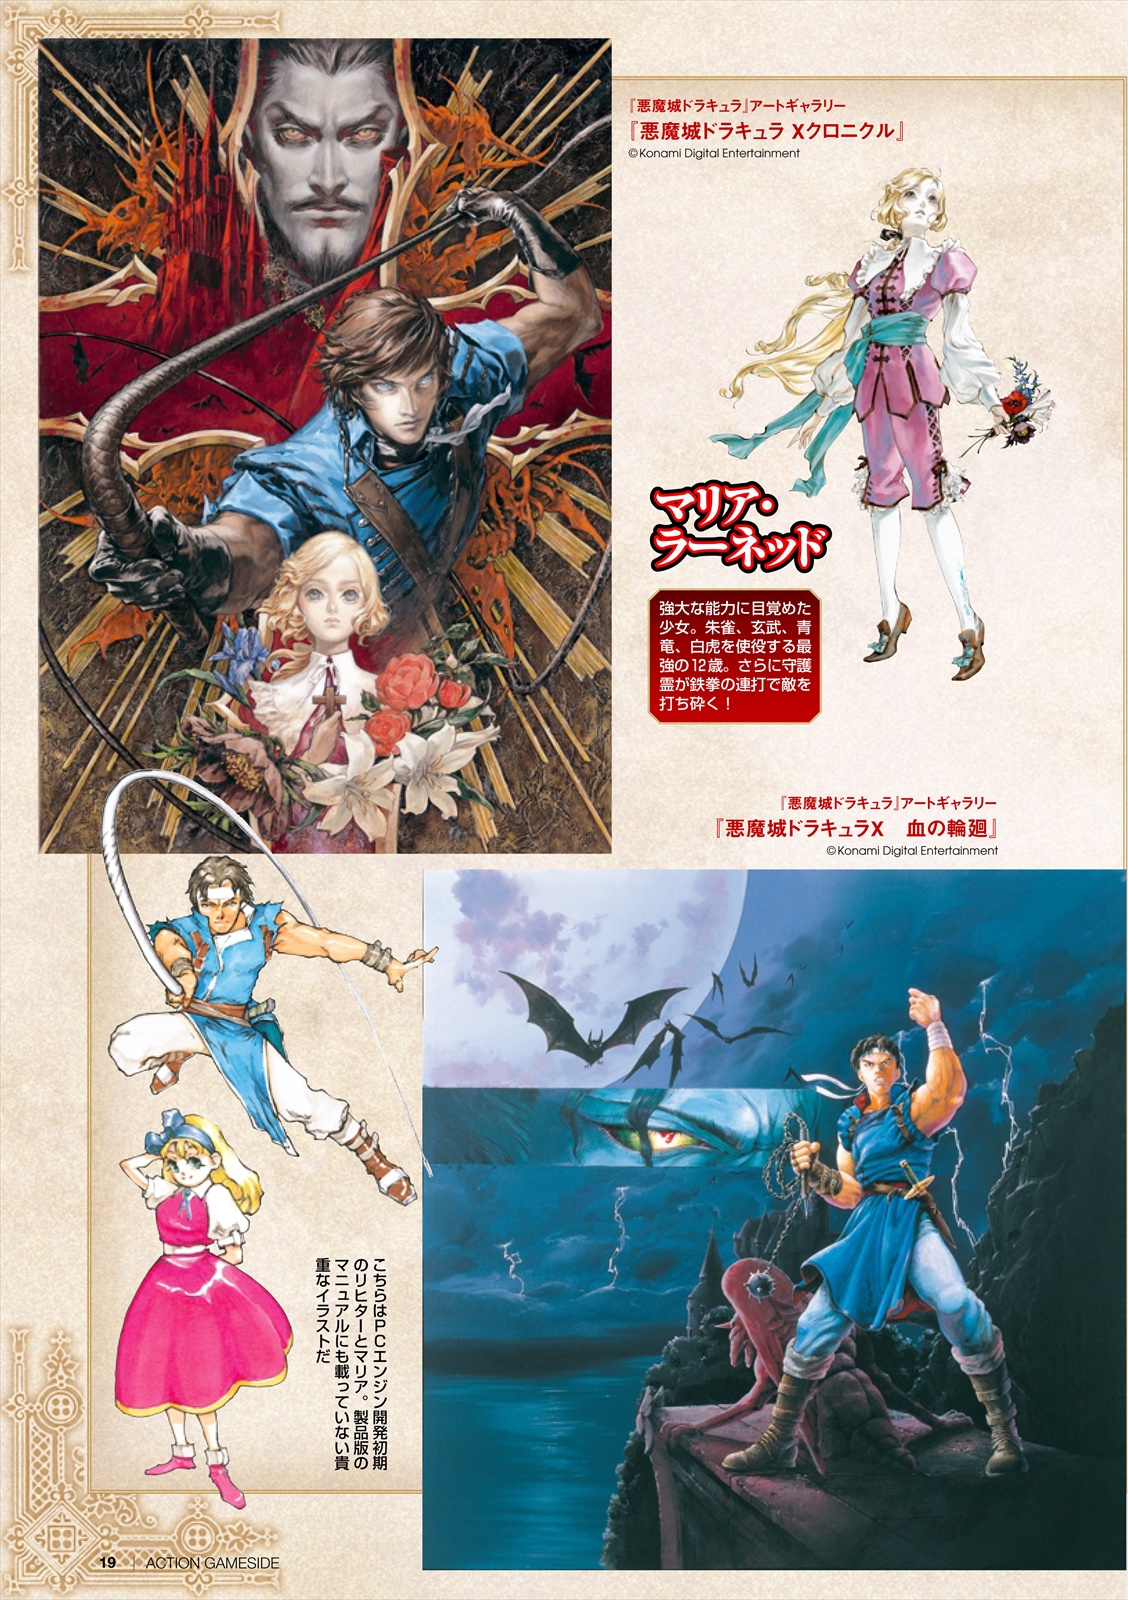 『悪魔城ドラキュラ』アートギャラリー
『悪魔城ドラキュラ Xクロニクル』
©Konami Digital Entertainment
マリア・
ラーネッド
強大な能力に目覚めた
少女。朱雀、玄武、青
竜、白虎を使役する最
強の12歳。さらに守護
霊が鉄拳の連打で敵を
打ち砕く！
『悪魔城ドラキュラ』アートギャラリー
『悪魔城ドラキュラX　血の輪廻』
©Konami Digital Entertainment
こちらはPCエンジン開発初期
のリヒターとマリア。製品版の
マニュアルにも載っていない貴
重なイラストだ
19 | ACTION GAMESIDE